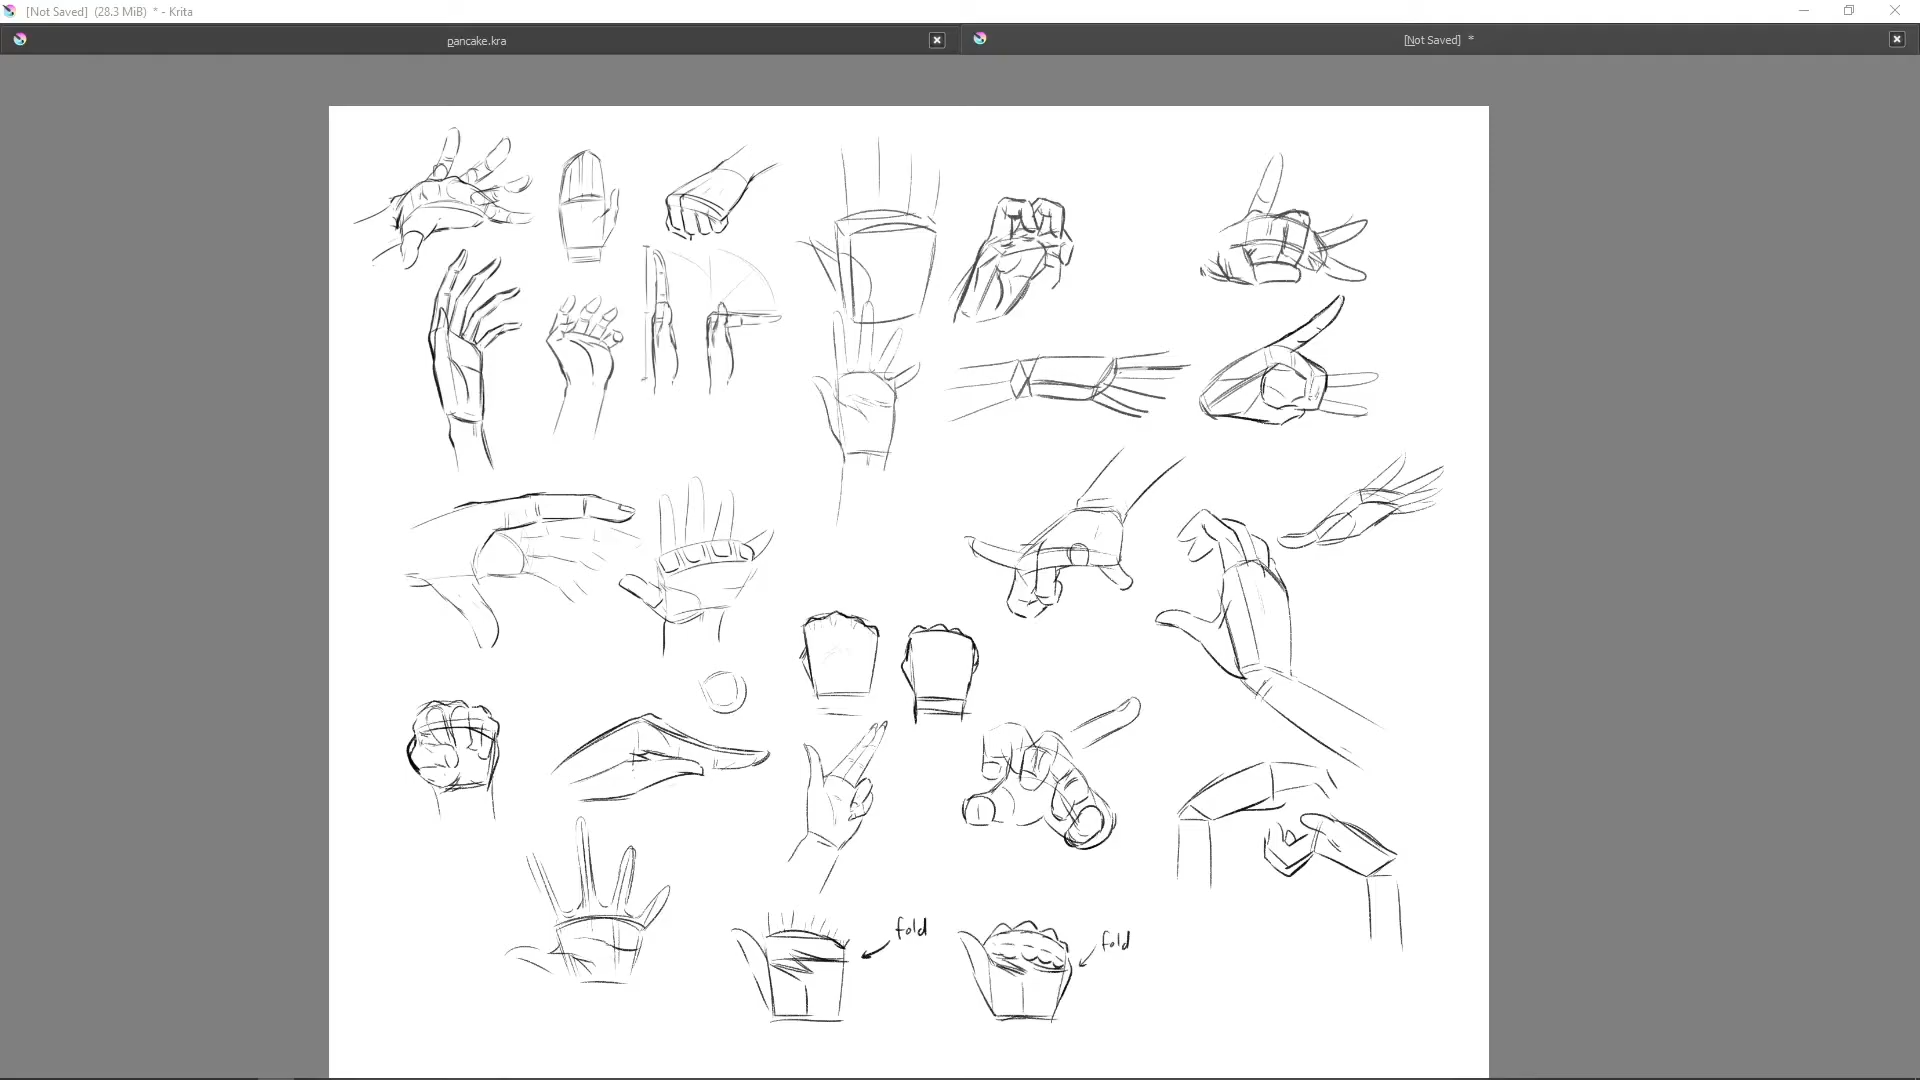 [Not Saved]  (28.3 MiB)  * - Krita
pancake.kra
[Not Saved]  *
fold
fold